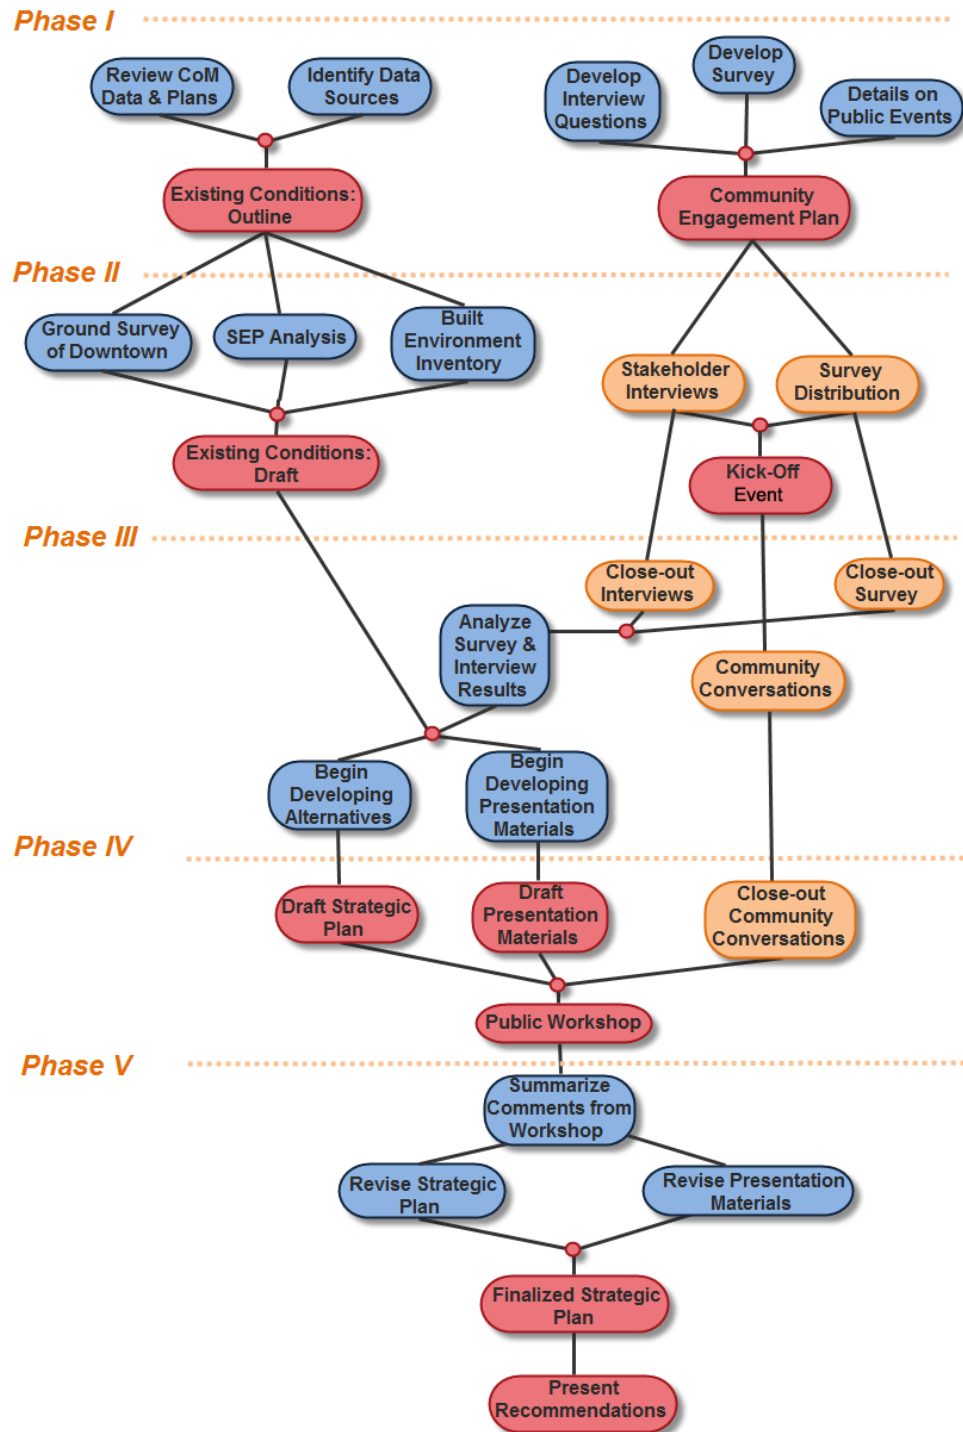 Phase I
Review CoM
Data & Plans
Identify Data
Sources
Develop
Interview
Questions
Develop
Survey
Details on
Public Events
Existing Conditions:
Outline
Community
Engagement Plan
Phase II
Ground Survey
of Downtown
SEP Analysis
Built
Environment
Inventory
Stakeholder
Interviews
Survey
Distribution
Existing Conditions:
Draft
Kick-Off
Event
Phase III
Close-out
Interviews
Close-out
Survey
Analyze
Survey &
Interview
Results
Community
Conversations
Begin
Developing
Alternatives
Begin
Developing
Presentation
Materials
Phase IV
Draft Strategic
Plan
Draft
Presentation
Materials
Close-out
Community
Conversations
Public Workshop
Phase V
Summarize
Comments from
Workshop
Revise Strategic
Plan
Revise Presentation
Materials
Finalized Strategic
Plan
Present
Recommendations